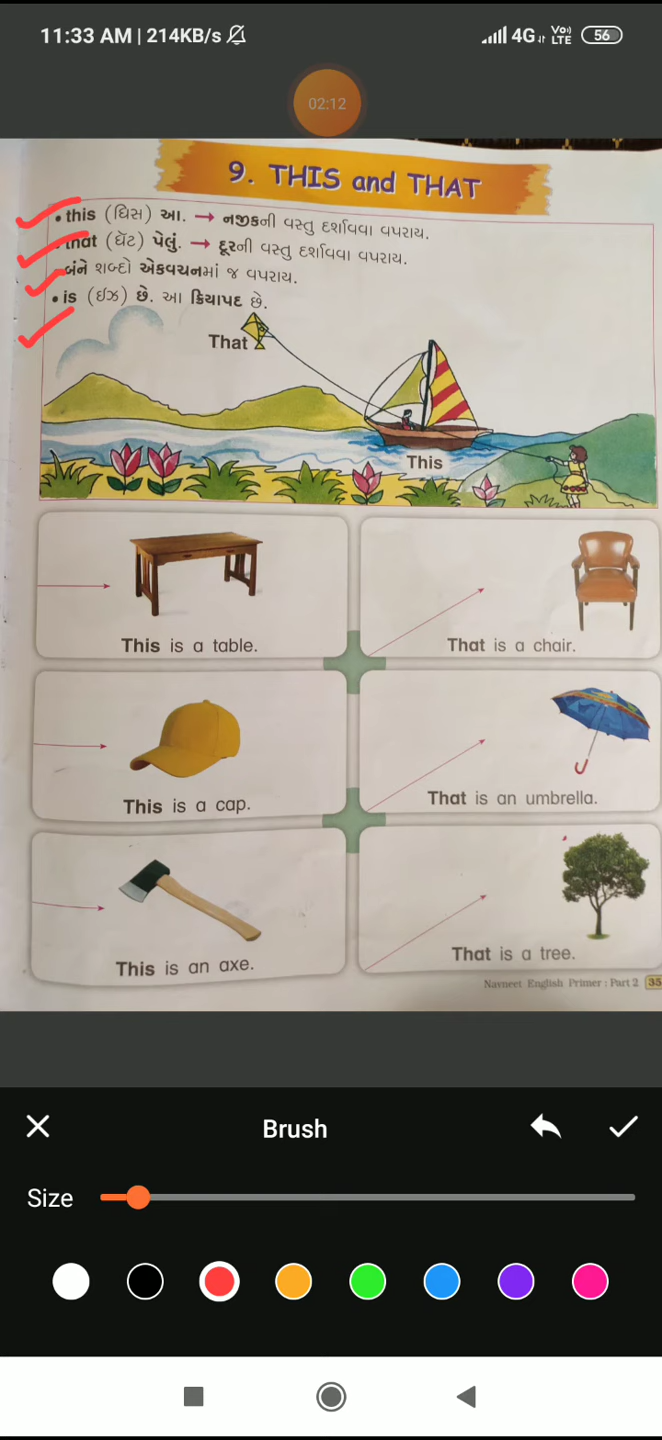 11:33 AM | 214KB/s
4G Vo) LTE 56
02:12
9. THIS and THAT
• this (ધિસ) આ. → નજીકની વસ્તુ દર્શાવવા વપરાય.
that (ધૅટ) પેલું. → દૂરની વસ્તુ દર્શાવવા વપરાય.
બંને શબ્દો એકવચનમાં જ વપરાય.
• is (ઇઝ) છે. આ ક્રિયાપદ છે.
That
This
This is a table.
That is a chair.
This is a cap.
That is an umbrella.
This is an axe.
That is a tree.
Navneet English Primer : Part 2 35
Brush
Size